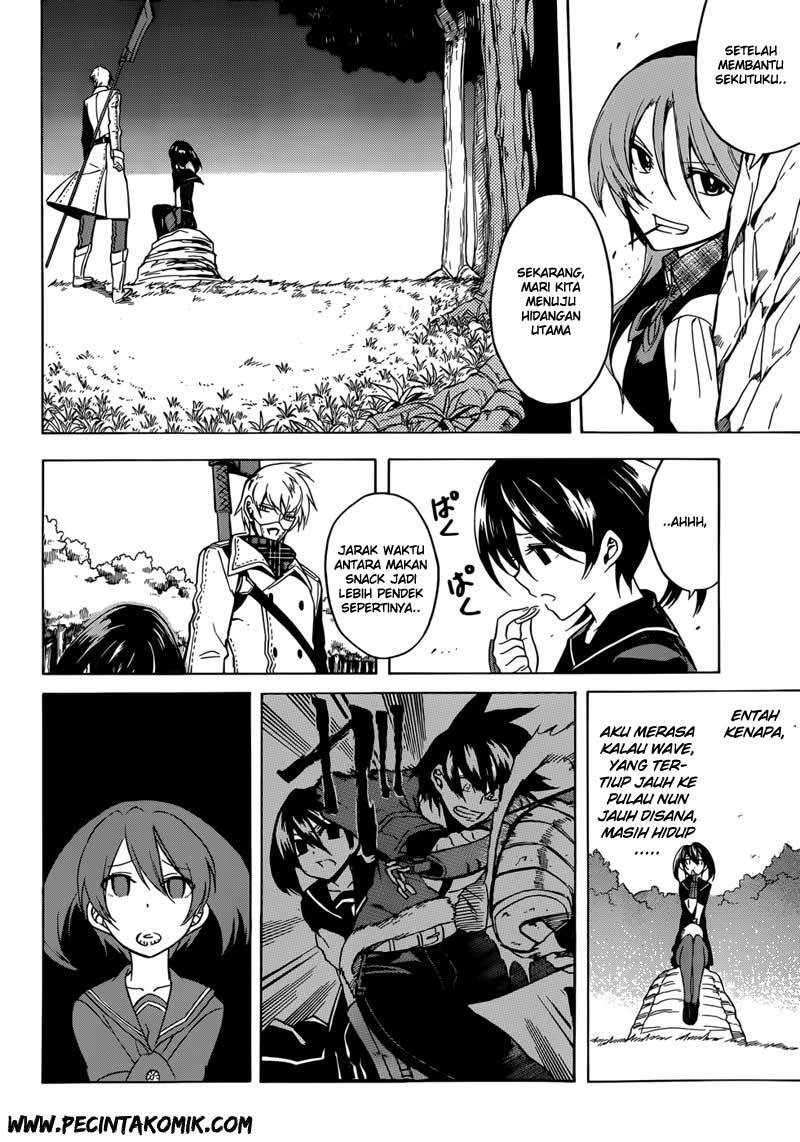 SETELAH
MEMBANTU
SEKUTUKU..
SEKARANG,
MARI KITA
MENUJU
HIDANGAN
UTAMA
..AHHH,
ぱく
ぱく
JARAK WAKTU
ANTARA MAKAN
SNACK JADI
LEBIH PENDEK
SEPERTINYA..
ENTAH
KENAPA,
AKU MERASA
KALAU WAVE,
YANG TER-
TIUP JAUH KE
PULAU NUN
JAUH DISANA,
MASIH HIDUP
.....
WWW.PECINTAKOMIK.COM